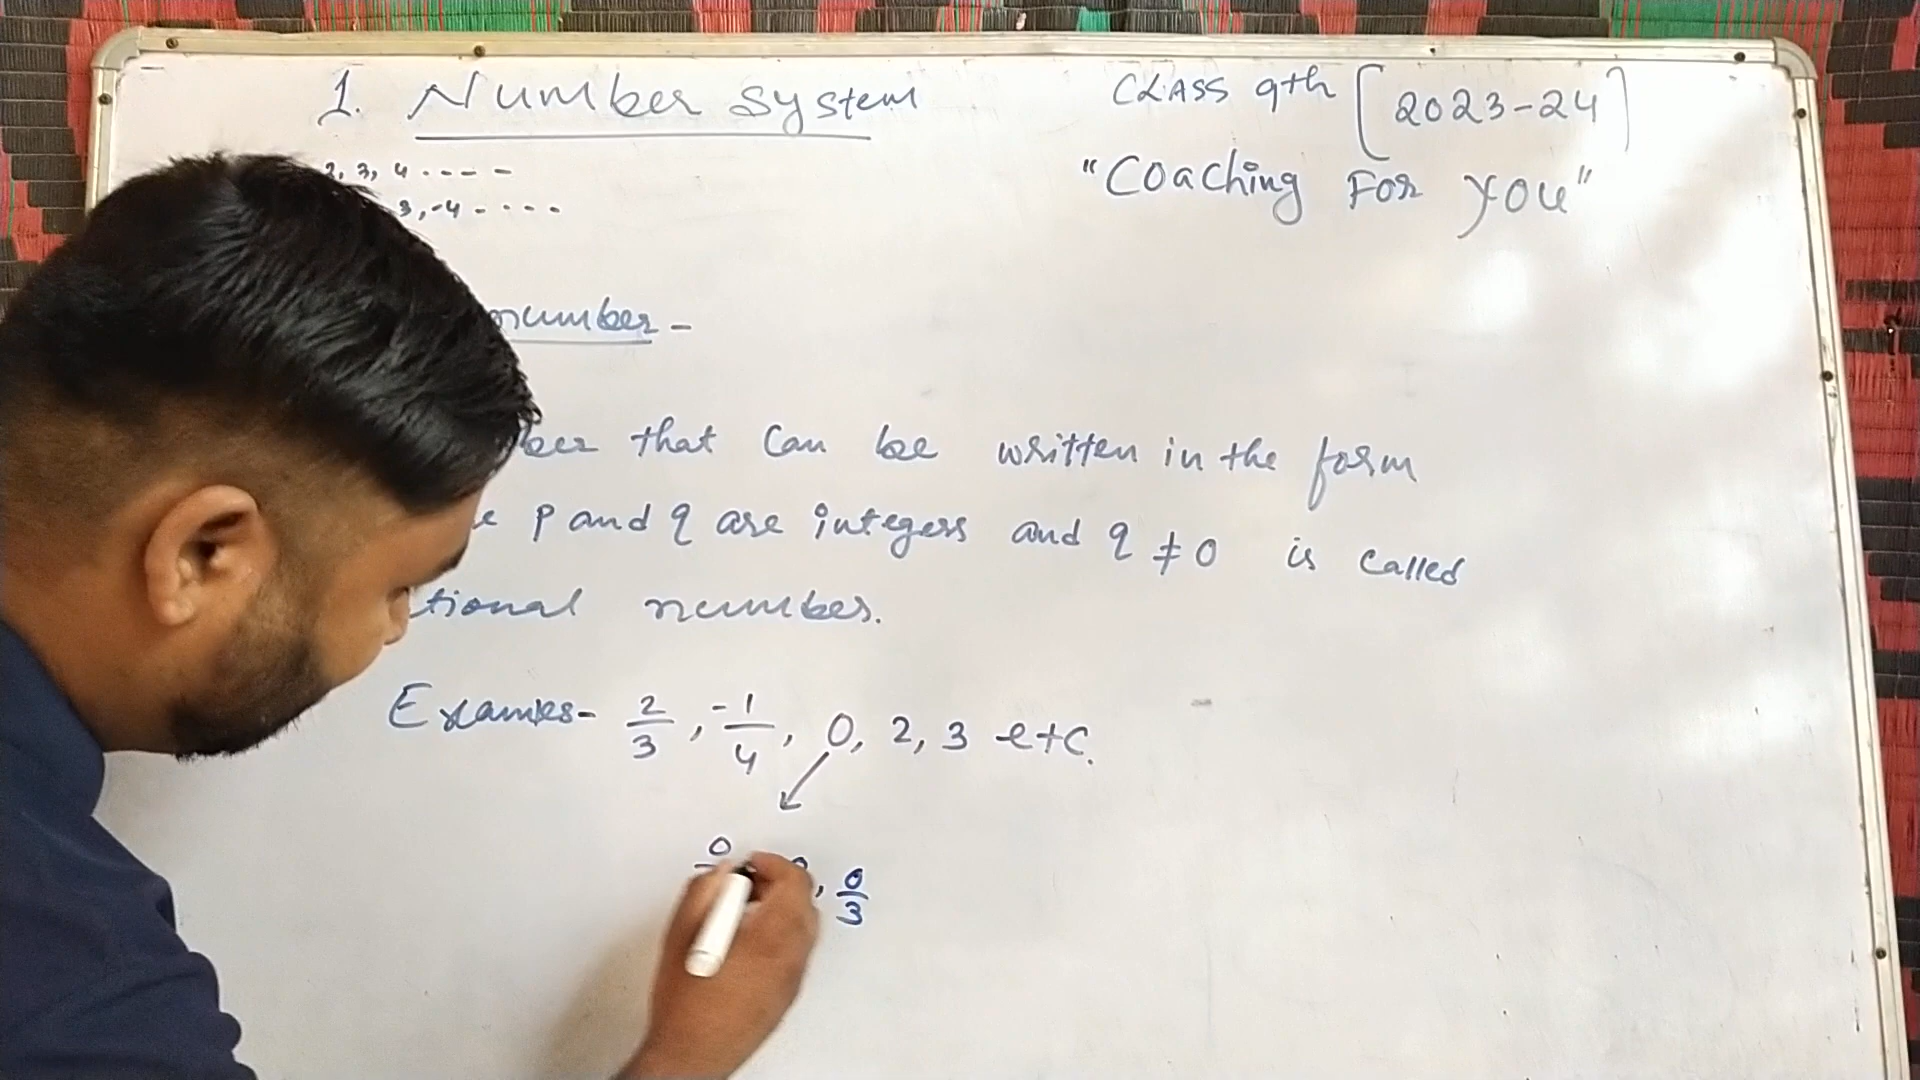 1. Number System
CLASS 9th [2023-24]
"Coaching For You"
2, 3, 4 ----
3, -4 - ----
number -
ber that Can be written in the form
e P and q are integers and q ≠ 0 is called
tional number.
Examples- 2/3, -1/4, 0, 2, 3 etc.
0 0, 0/3